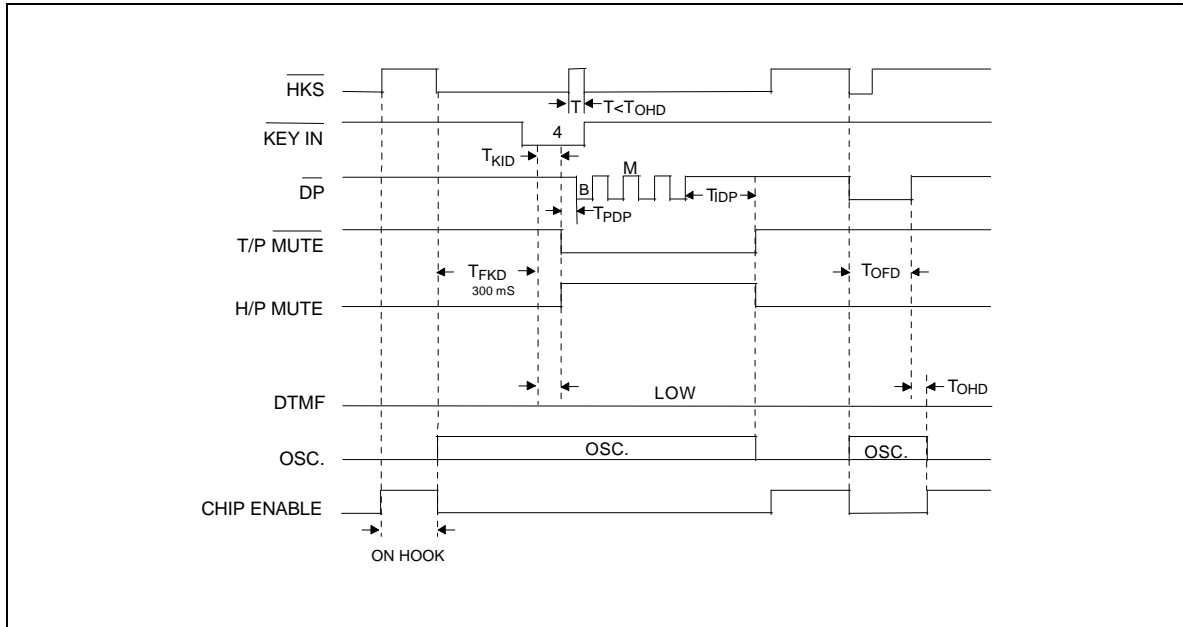 HKS
T T<TOHD
KEY IN
4
TKID
DP
B M TIDP
TPDP
T/P MUTE
TFKD
300 mS
TOFD
H/P MUTE
TOHD
DTMF
LOW
OSC.
OSC.
OSC.
CHIP ENABLE
ON HOOK